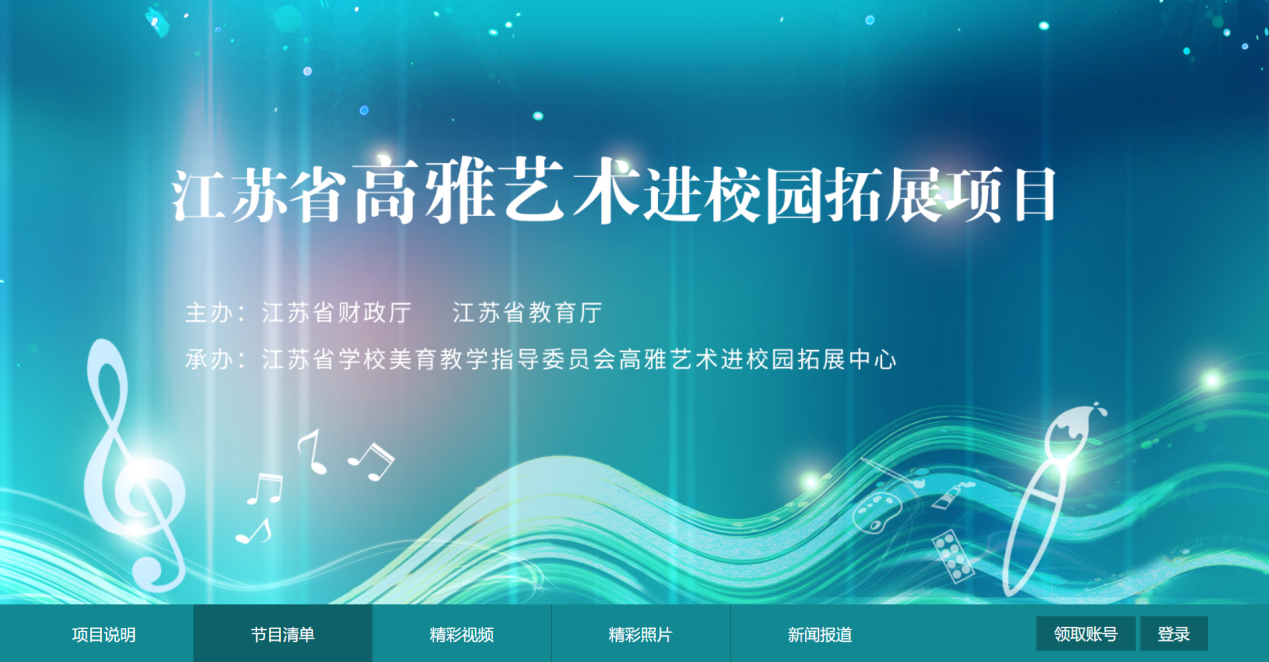 江苏省高雅艺术进校园拓展项目
主办：江苏省财政厅 江苏省教育厅
承办：江苏省学校美育教学指导委员会高雅艺术进校园拓展中心
项目说明 节目清单 精彩视频 精彩照片 新闻报道 领取账号 登录